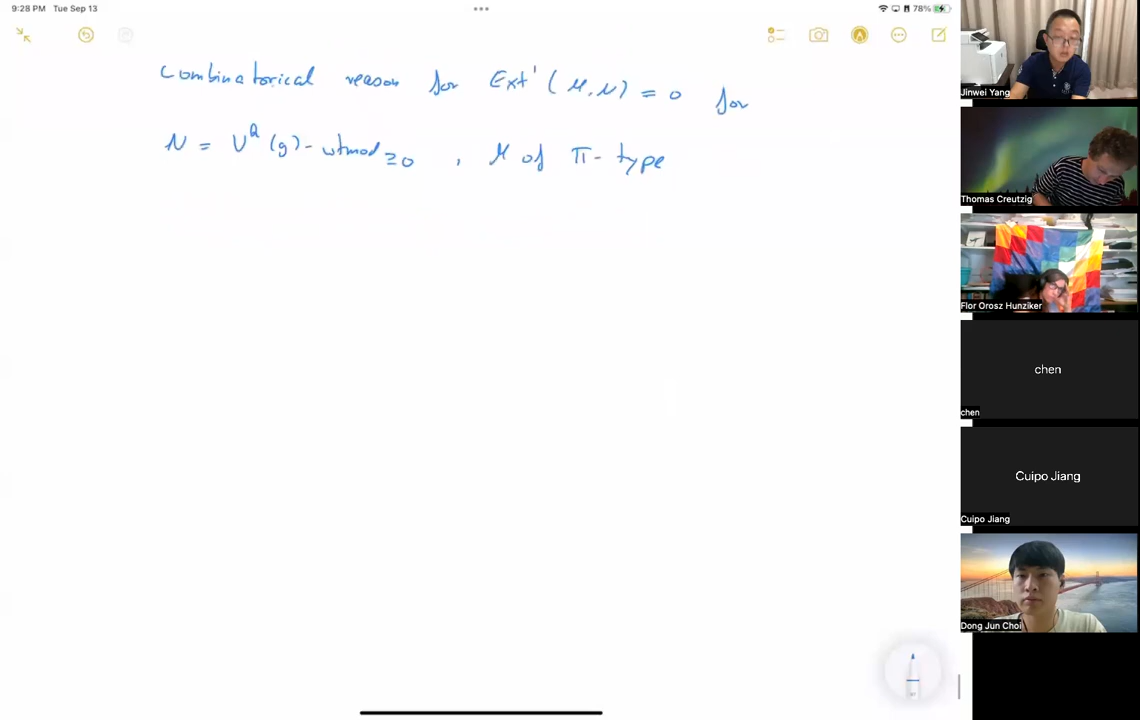 9:28 PM Tue Sep 13
78%
Combinatorical reason for Ext¹(M,N) = 0 for
N = V^k(g)-wtmod ≥0 , M of π-type
Jinwei Yang
Thomas Creutzig
Flor Orosz Hunziker
chen
chen
Cuipo Jiang
Cuipo Jiang
Dong Jun Choi